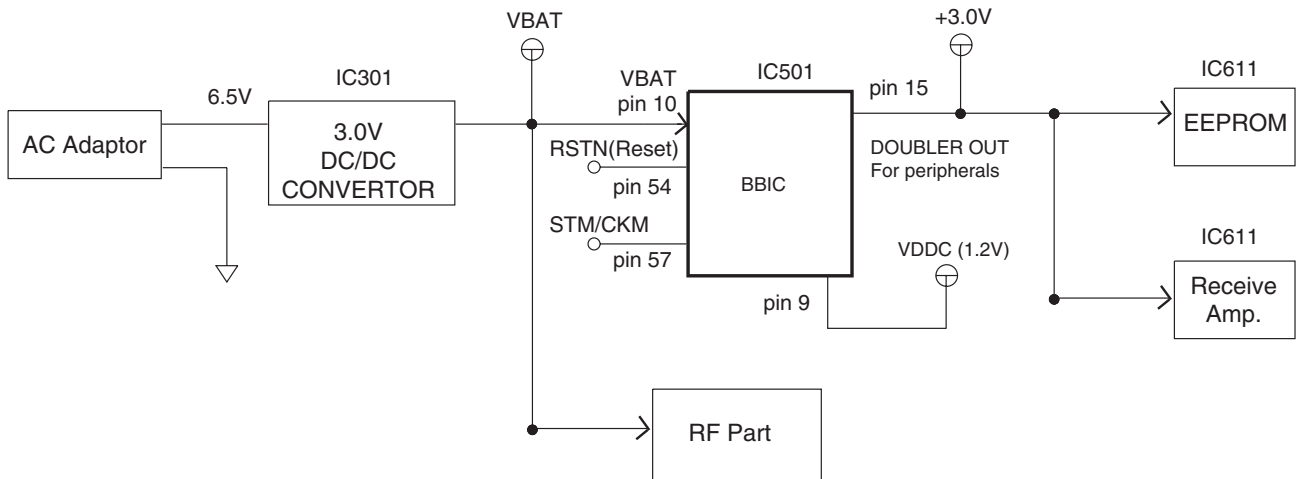 VBAT
+3.0V
IC301
IC501
IC611
6.5V
VBAT
pin 10
pin 15
AC Adaptor
3.0V
DC/DC
CONVERTOR
EEPROM
RSTN(Reset)
pin 54
BBIC
DOUBLER OUT
For peripherals
STM/CKM
pin 57
VDDC (1.2V)
IC611
pin 9
Receive
Amp.
RF Part